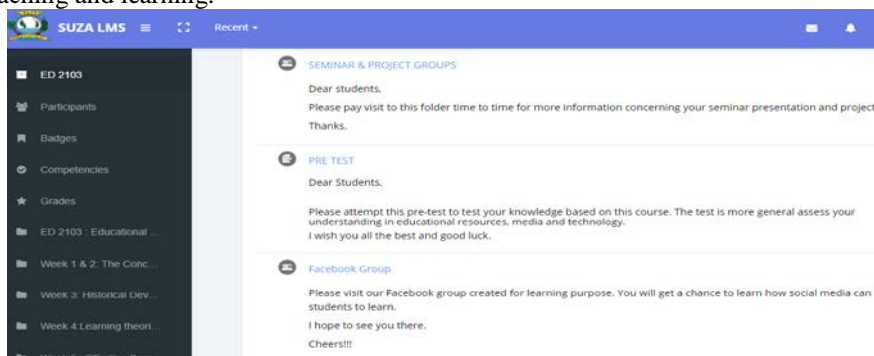 SUZA LMS
Recent
ED 2103
Participants
Badges
Competencies
Grades
ED 2103 : Educational ...
Week 1 & 2: The Conc...
Week 3: Historical Dev...
Week 4:Learning theori...
SEMINAR & PROJECT GROUPS
Dear students,
Please pay visit to this folder time to time for more information concerning your seminar presentation and project
Thanks.
PRE TEST
Dear Students,
Please attempt this pre-test to test your knowledge based on this course. The test is more general assess your
understanding in educational resources, media and technology.
I wish you all the best and good luck.
Facebook Group
Please visit our Facebook group created for learning purpose. You will get a chance to learn how social media can
students to learn.
I hope to see you there.
Cheers!!!